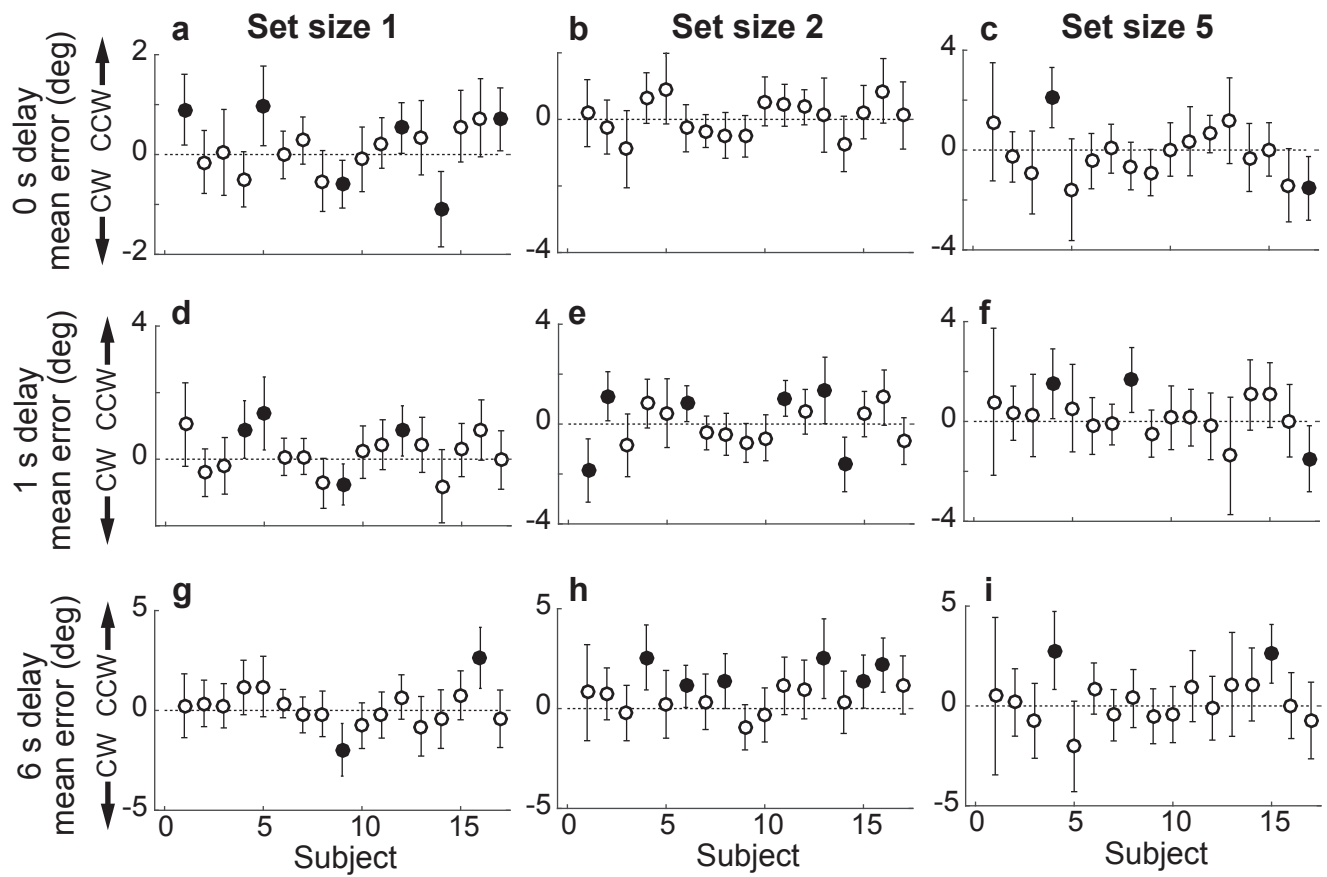 a Set size 1
b Set size 2
c Set size 5
0 s delay
mean error (deg)
CW CCW
2
0
-2
0
-4
4
0
-4
d
e
f
1 s delay
mean error (deg)
CW CCW
4
0
4
0
-4
4
0
-4
g
h
i
6 s delay
mean error (deg)
CW CCW
5
0
-5
5
0
-5
5
0
-5
0 5 10 15
0 5 10 15
0 5 10 15
Subject
Subject
Subject